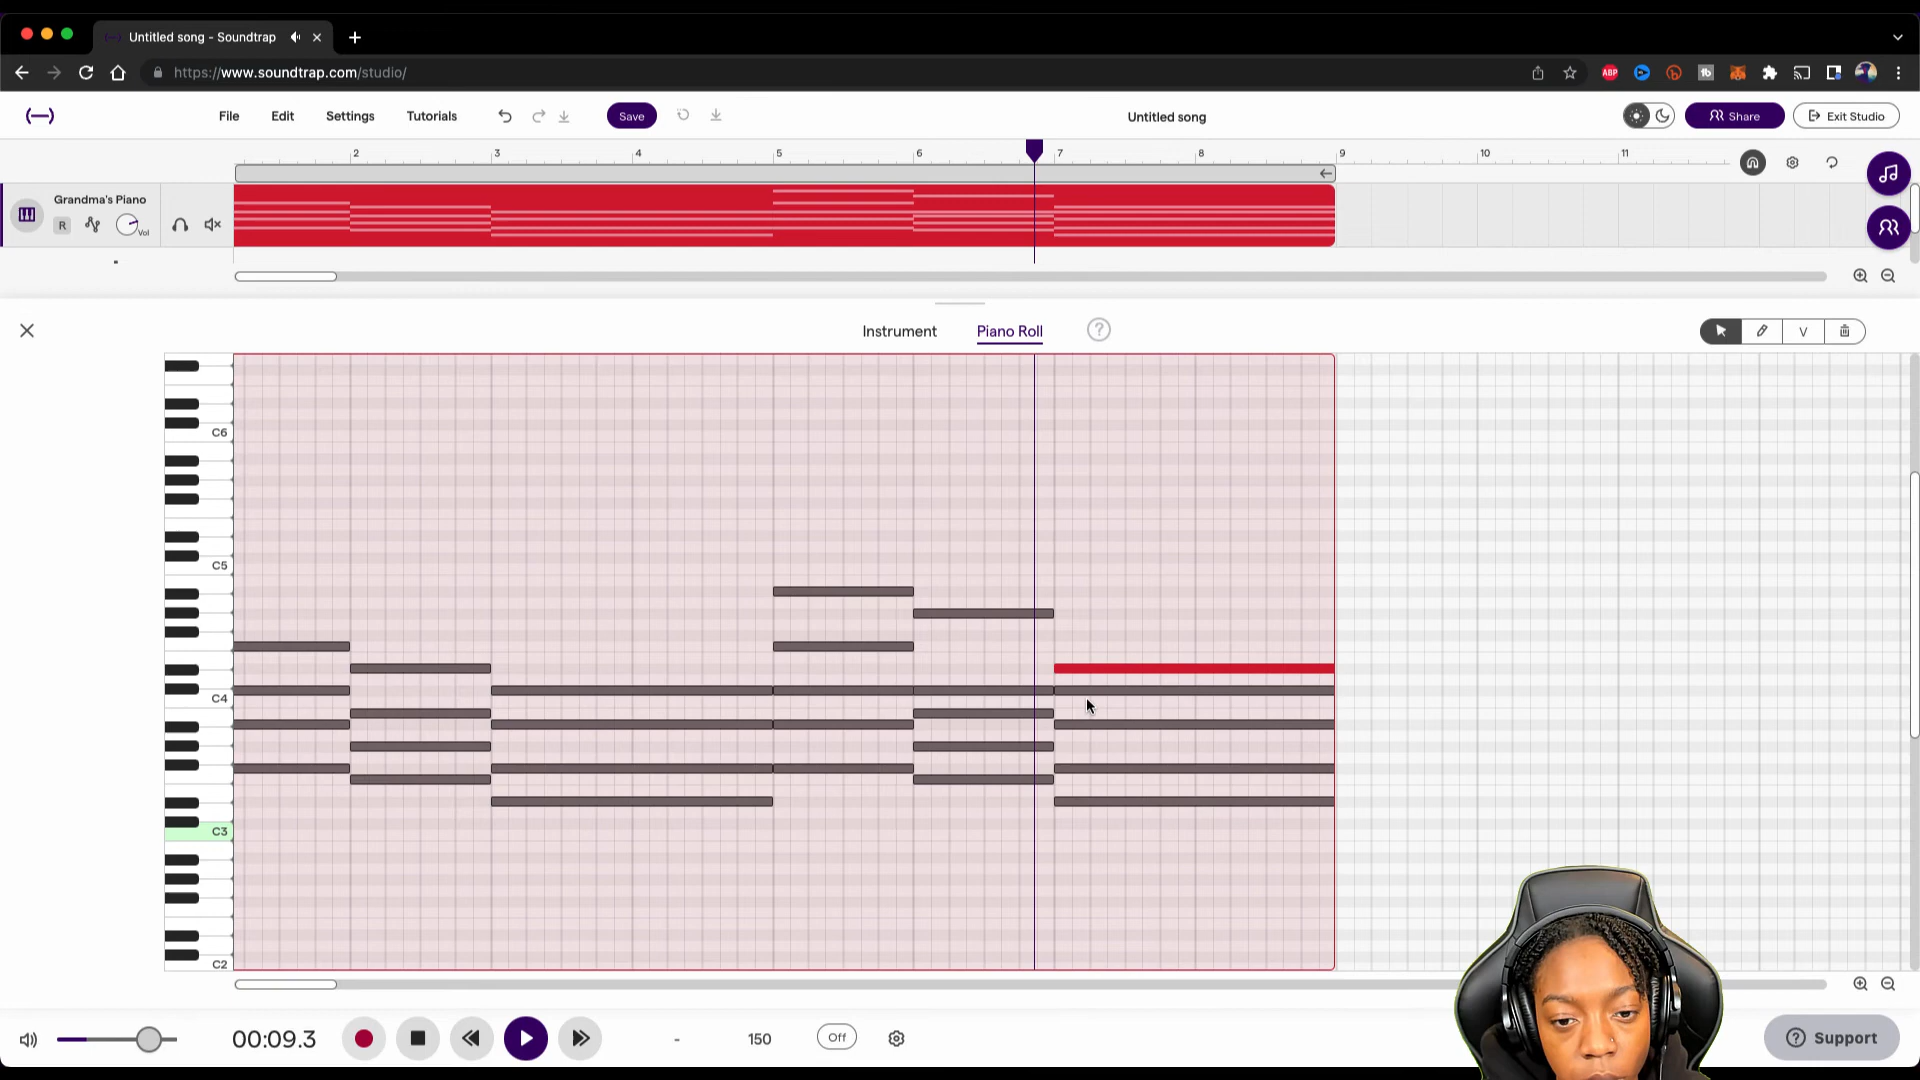 Untitled song - Soundtrap
https://www.soundtrap.com/studio/
ABP
tb
File Edit Settings Tutorials Save Untitled song Share Exit Studio
2 3 4 5 6 7 8 9 10 11
Grandma's Piano
R Vol
Instrument Piano Roll ?
V
C6
C5
C4
C3
C2
00:09.3 - 150 Off
? Support